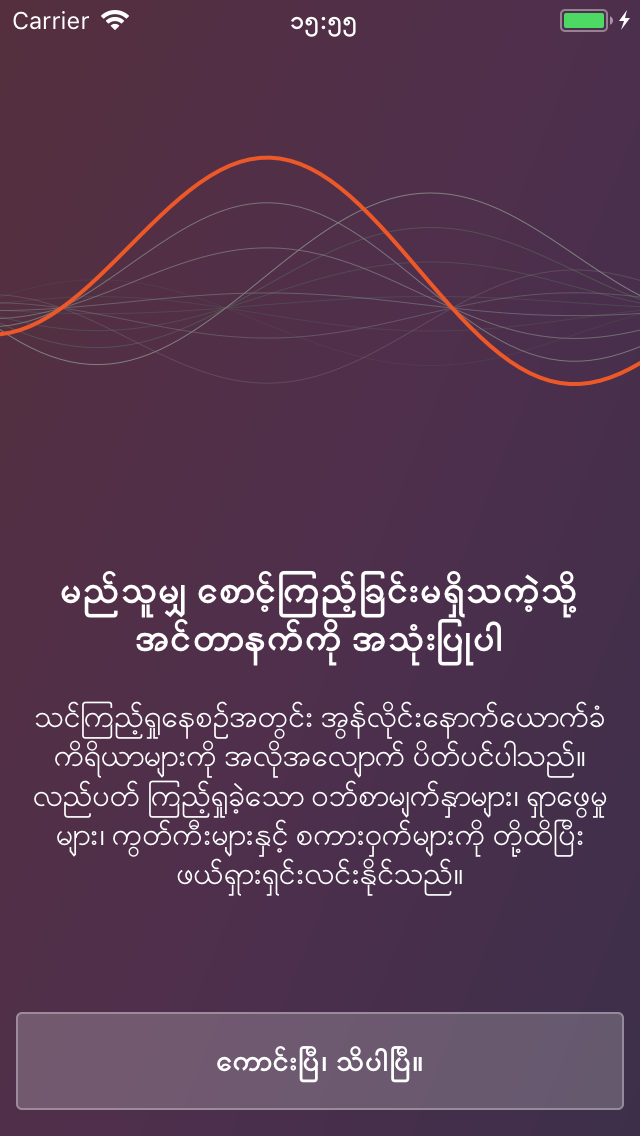 Carrier
၁၅:၅၅
မည်သူမျှ စောင့်ကြည့်ခြင်းမရှိသကဲ့သို့
အင်တာနက်ကို အသုံးပြုပါ
သင်ကြည့်ရှုနေစဉ်အတွင်း အွန်လိုင်းနောက်ယောက်ခံ
ကိရိယာများကို အလိုအလျောက် ပိတ်ပင်ပါသည်။
လည်ပတ် ကြည့်ရှုခဲ့သော ဝဘ်စာမျက်နှာများ၊ ရှာဖွေမှု
များ၊ ကွတ်ကီးများနှင့် စကားဝှက်များကို တို့ထိပြီး
ဖယ်ရှားရှင်းလင်းနိုင်သည်။
ကောင်းပြီ၊ သိပါပြီ။